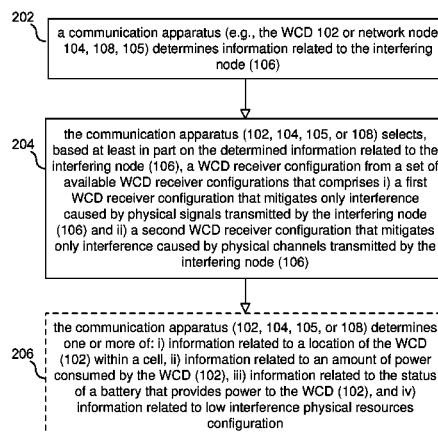 202
a communication apparatus (e.g., the WCD 102 or network node
104, 108, 105) determines information related to the interfering
node (106)
204
the communication apparatus (102, 104, 105, or 108) selects,
based at least in part on the determined information related to the
interfering node (106), a WCD receiver configuration from a set of
available WCD receiver configurations that comprises i) a first
WCD receiver configuration that mitigates only interference
caused by physical signals transmitted by the interfering node
(106) and ii) a second WCD receiver configuration that mitigates
only interference caused by physical channels transmitted by the
interfering node (106)
206
the communication apparatus (102, 104, 105, or 108) determines
one or more of: i) information related to a location of the WCD
(102) within a cell, ii) information related to an amount of power
consumed by the WCD (102), iii) information related to the status
of a battery that provides power to the WCD (102), and iv)
information related to low interference physical resources
configuration